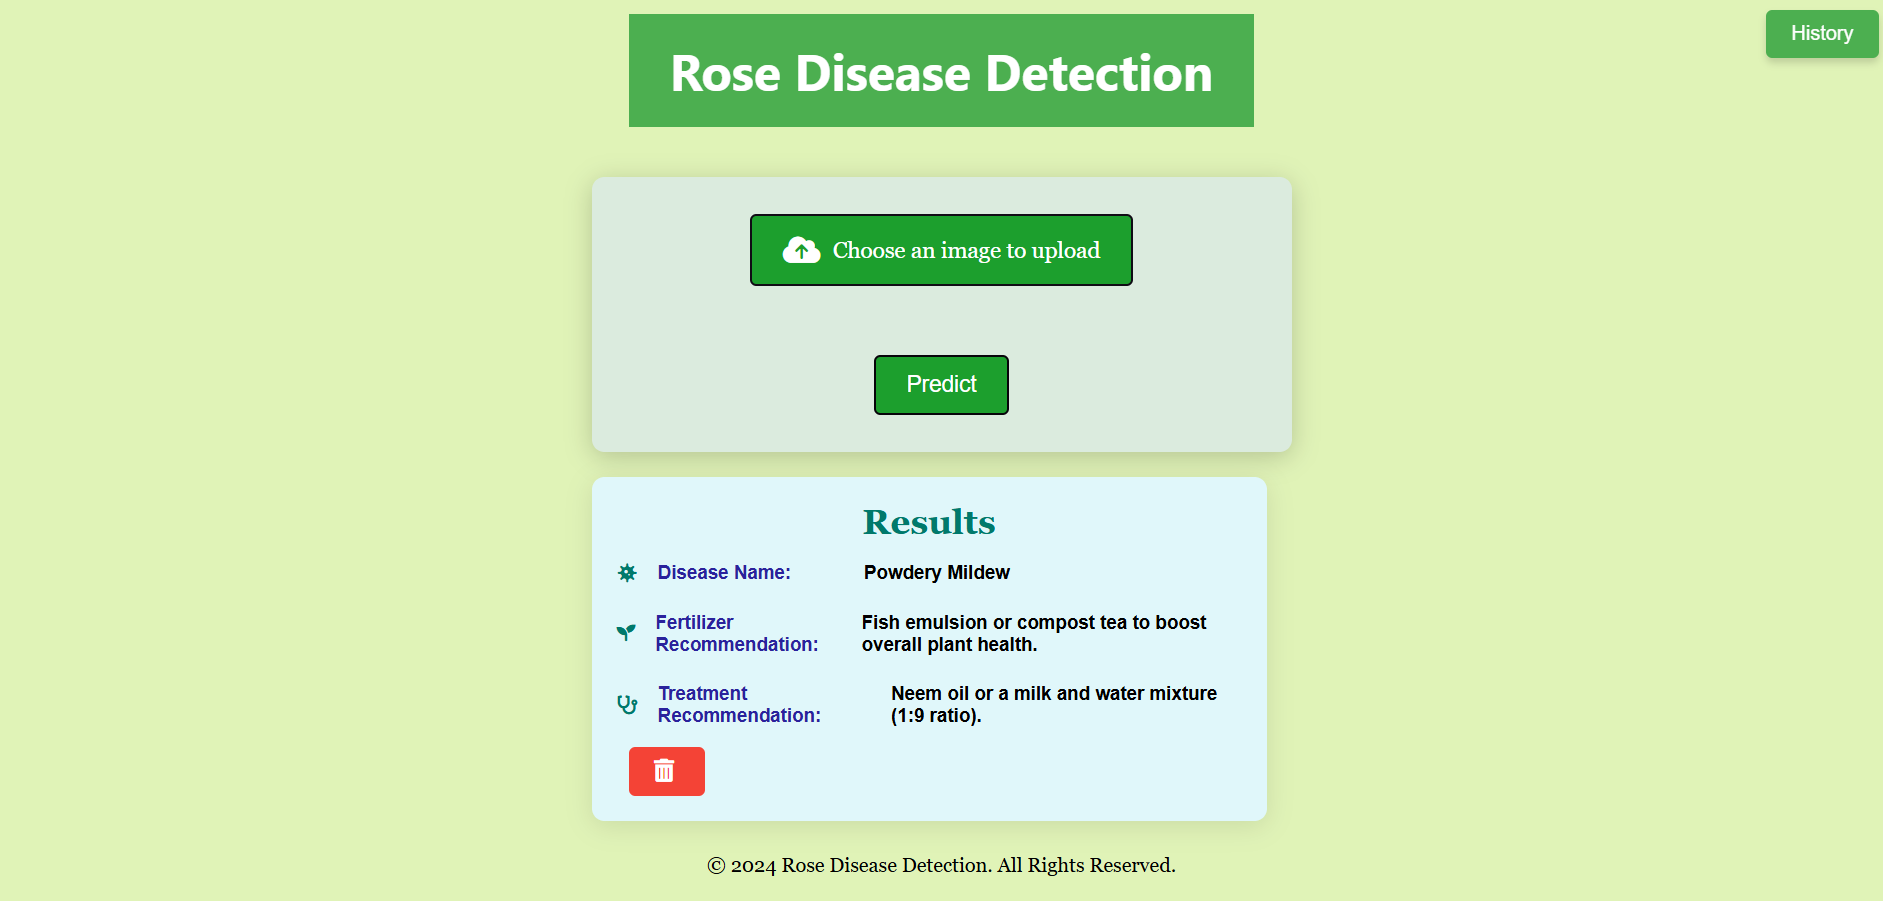 History
Rose Disease Detection
Choose an image to upload
Predict
Results
Disease Name: Powdery Mildew
Fertilizer Recommendation: Fish emulsion or compost tea to boost overall plant health.
Treatment Recommendation: Neem oil or a milk and water mixture (1:9 ratio).
© 2024 Rose Disease Detection. All Rights Reserved.